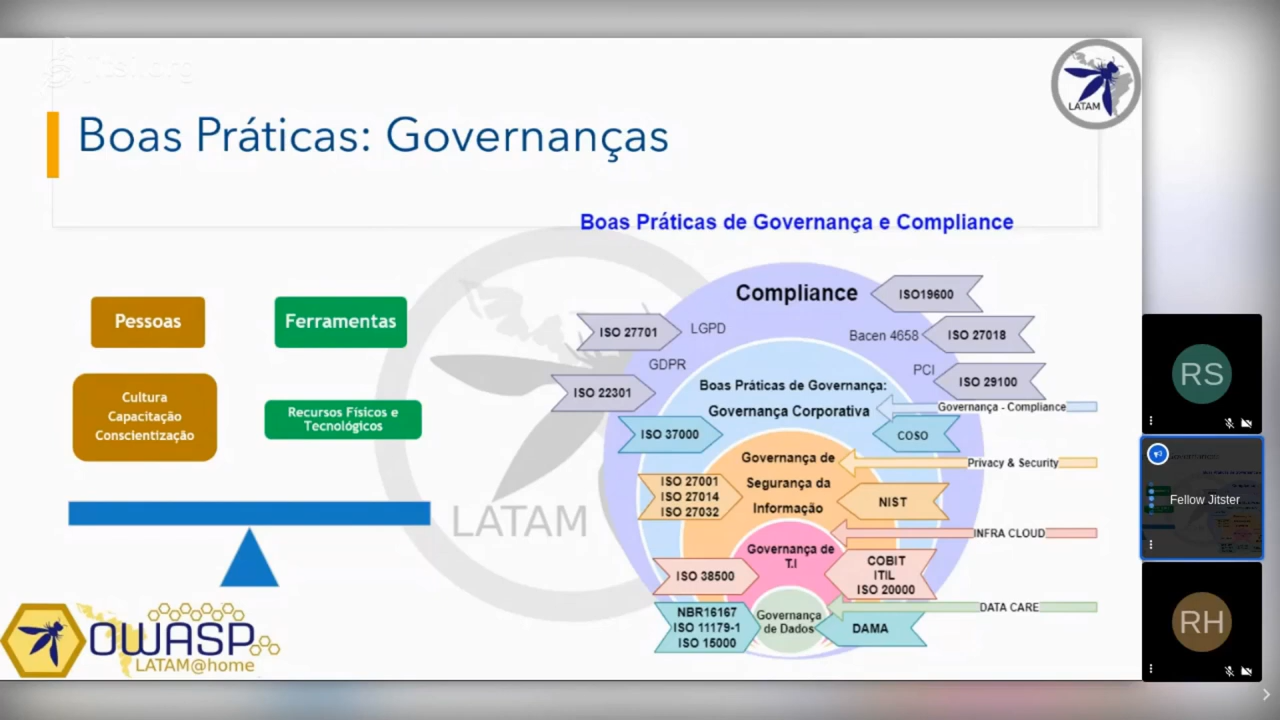 jitsi.org
LATAM
Boas Práticas: Governanças
Boas Práticas de Governança e Compliance
Pessoas
Ferramentas
Cultura
Capacitação
Conscientização
Recursos Físicos e
Tecnológicos
LATAM
OWASP
LATAM@home
Compliance
ISO19600
ISO 27701
LGPD
Bacen 4658
ISO 27018
GDPR
PCI
ISO 29100
ISO 22301
Boas Práticas de Governança:
Governança Corporativa
Governança - Compliance
ISO 37000
COSO
Governança de
Segurança da
Informação
Privacy & Security
ISO 27001
ISO 27014
ISO 27032
NIST
INFRA CLOUD
Governança de
T.I
ISO 38500
COBIT
ITIL
ISO 20000
DATA CARE
NBR16167
ISO 11179-1
ISO 15000
Governança
de Dados
DAMA
RS
Fellow Jitster
RH